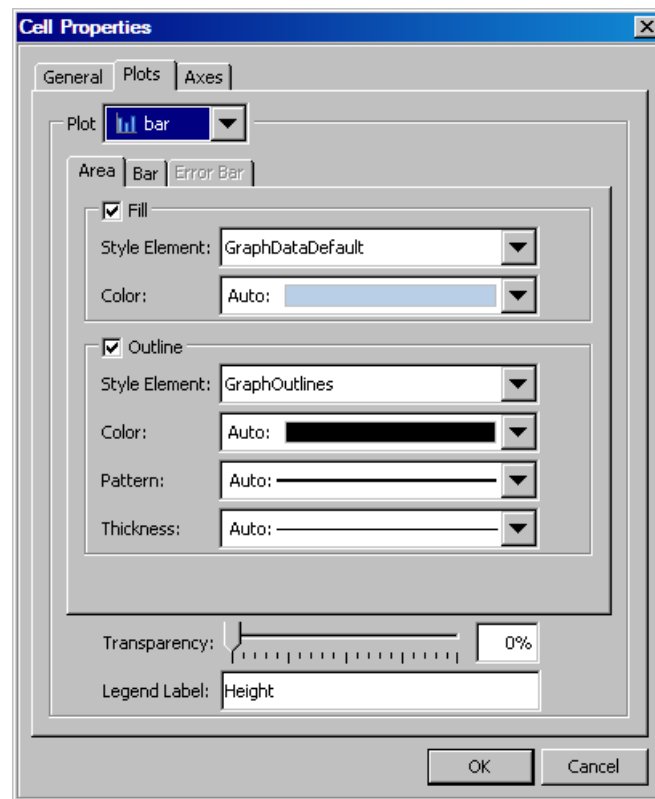 Cell Properties
General Plots Axes
Plot bar
Area Bar Error Bar
Fill
Style Element: GraphDataDefault
Color: Auto:
Outline
Style Element: GraphOutlines
Color: Auto:
Pattern: Auto:
Thickness: Auto:
Transparency: 0%
Legend Label: Height
OK Cancel